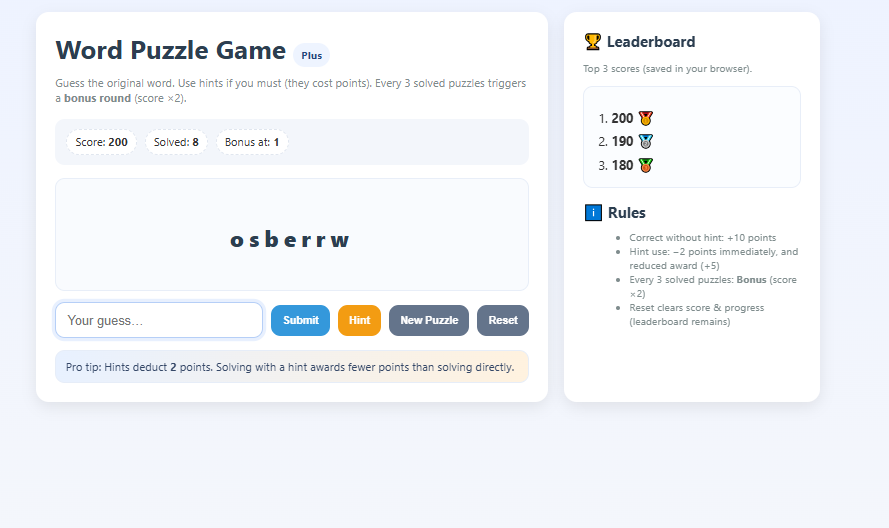 Word Puzzle Game Plus
Guess the original word. Use hints if you must (they cost points). Every 3 solved puzzles triggers
a bonus round (score ×2).
Score: 200 Solved: 8 Bonus at: 1
osberrw
Your guess… Submit Hint New Puzzle Reset
Pro tip: Hints deduct 2 points. Solving with a hint awards fewer points than solving directly.
🏆 Leaderboard
Top 3 scores (saved in your browser).
1. 200 🥇
2. 190 🥈
3. 180 🥉
ℹ️ Rules
• Correct without hint: +10 points
• Hint use: −2 points immediately, and
reduced award (+5)
• Every 3 solved puzzles: Bonus (score
×2)
• Reset clears score & progress
(leaderboard remains)